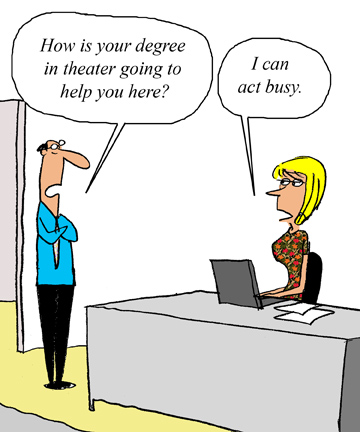 How is your degree
in theater going to
help you here?
I can
act busy.